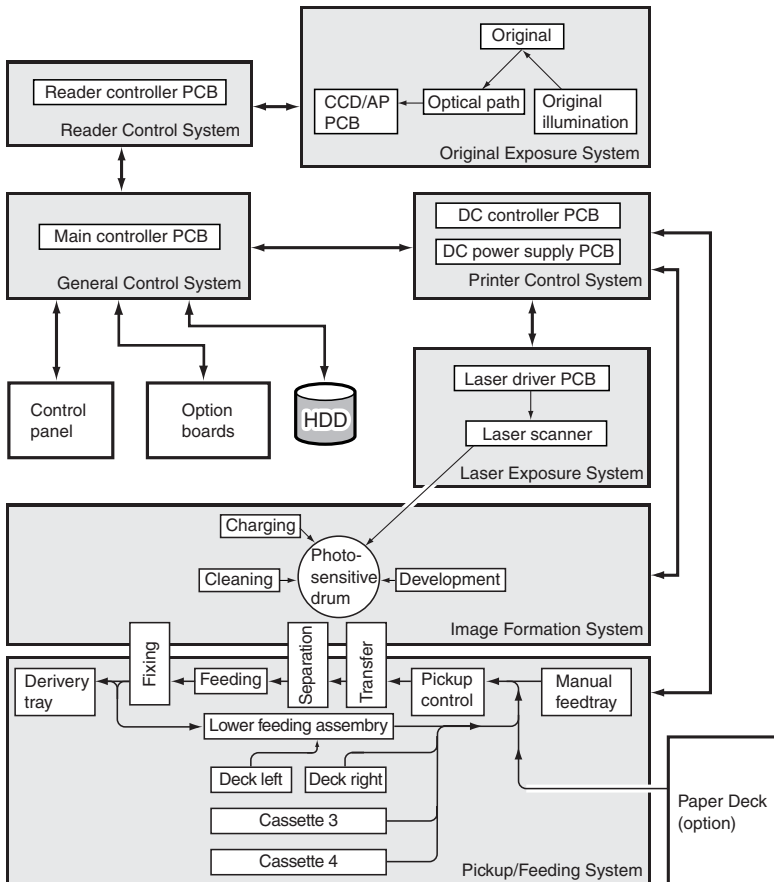 Original
Reader controller PCB
CCD/AP
PCB
Optical path
Original
illumination
Reader Control System
Original Exposure System
Main controller PCB
General Control System
DC controller PCB
DC power supply PCB
Printer Control System
Control
panel
Option
boards
HDD
Laser driver PCB
Laser scanner
Laser Exposure System
Charging
Photo-
sensitive
drum
Cleaning
Development
Image Formation System
Fixing
Separation
Transfer
Derivery
tray
Feeding
Pickup
control
Manual
feedtray
Lower feeding assembry
Deck left
Deck right
Cassette 3
Cassette 4
Pickup/Feeding System
Paper Deck
(option)